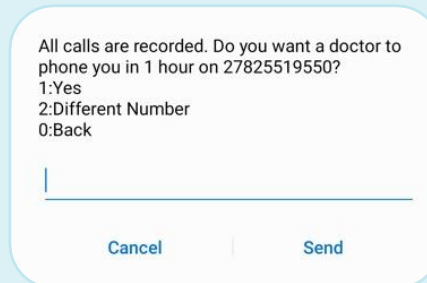 All calls are recorded. Do you want a doctor to
phone you in 1 hour on 27825519550?
1:Yes
2:Different Number
0:Back
Cancel
Send